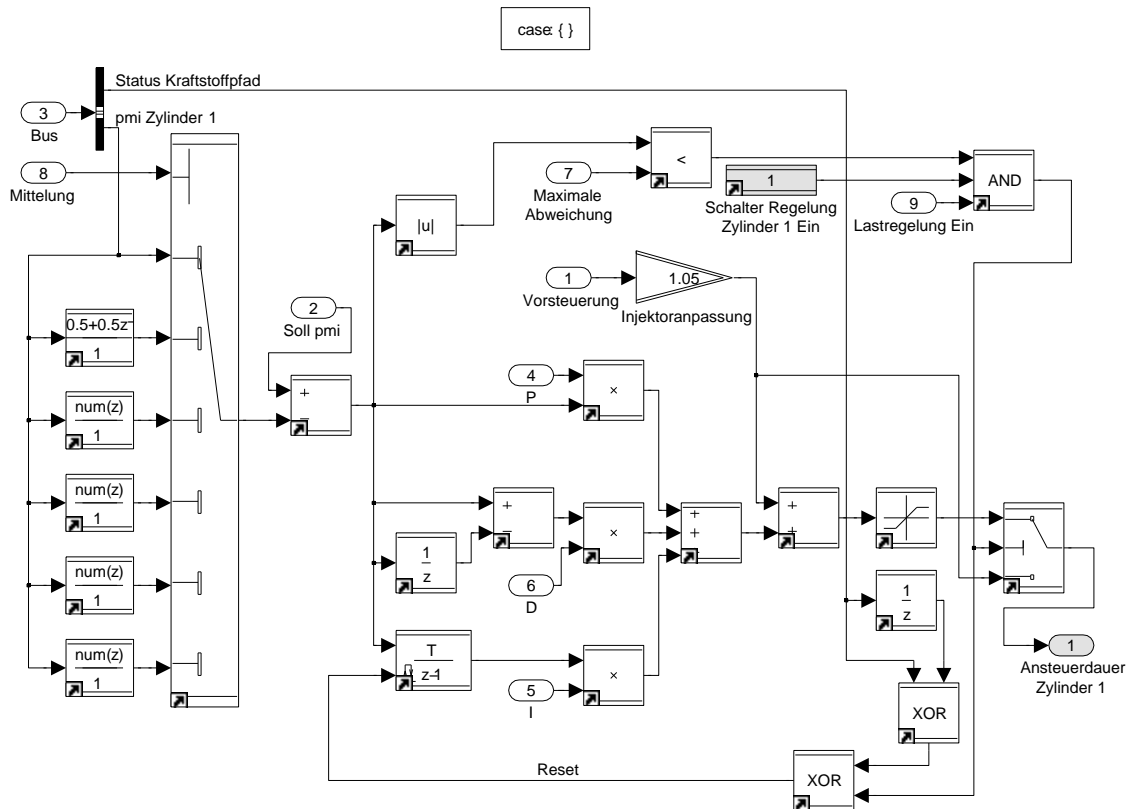 case: { }
Status Kraftstoffpfad
3
Bus
pmi Zylinder 1
8
Mittelung
<
7
Maximale
Abweichung
1
Schalter Regelung
Zylinder 1 Ein
AND
9
Lastregelung Ein
|u|
1
Vorsteuerung
1.05
Injektoranpassung
2
Soll pmi
0.5+0.5z
1
+
−
4
P
×
num(z)
1
num(z)
1
+
−
×
+
+
+
+
1
z
6
D
1
z
num(z)
1
T
z-1
5
I
×
num(z)
1
1
Ansteuerdauer
Zylinder 1
XOR
Reset
XOR